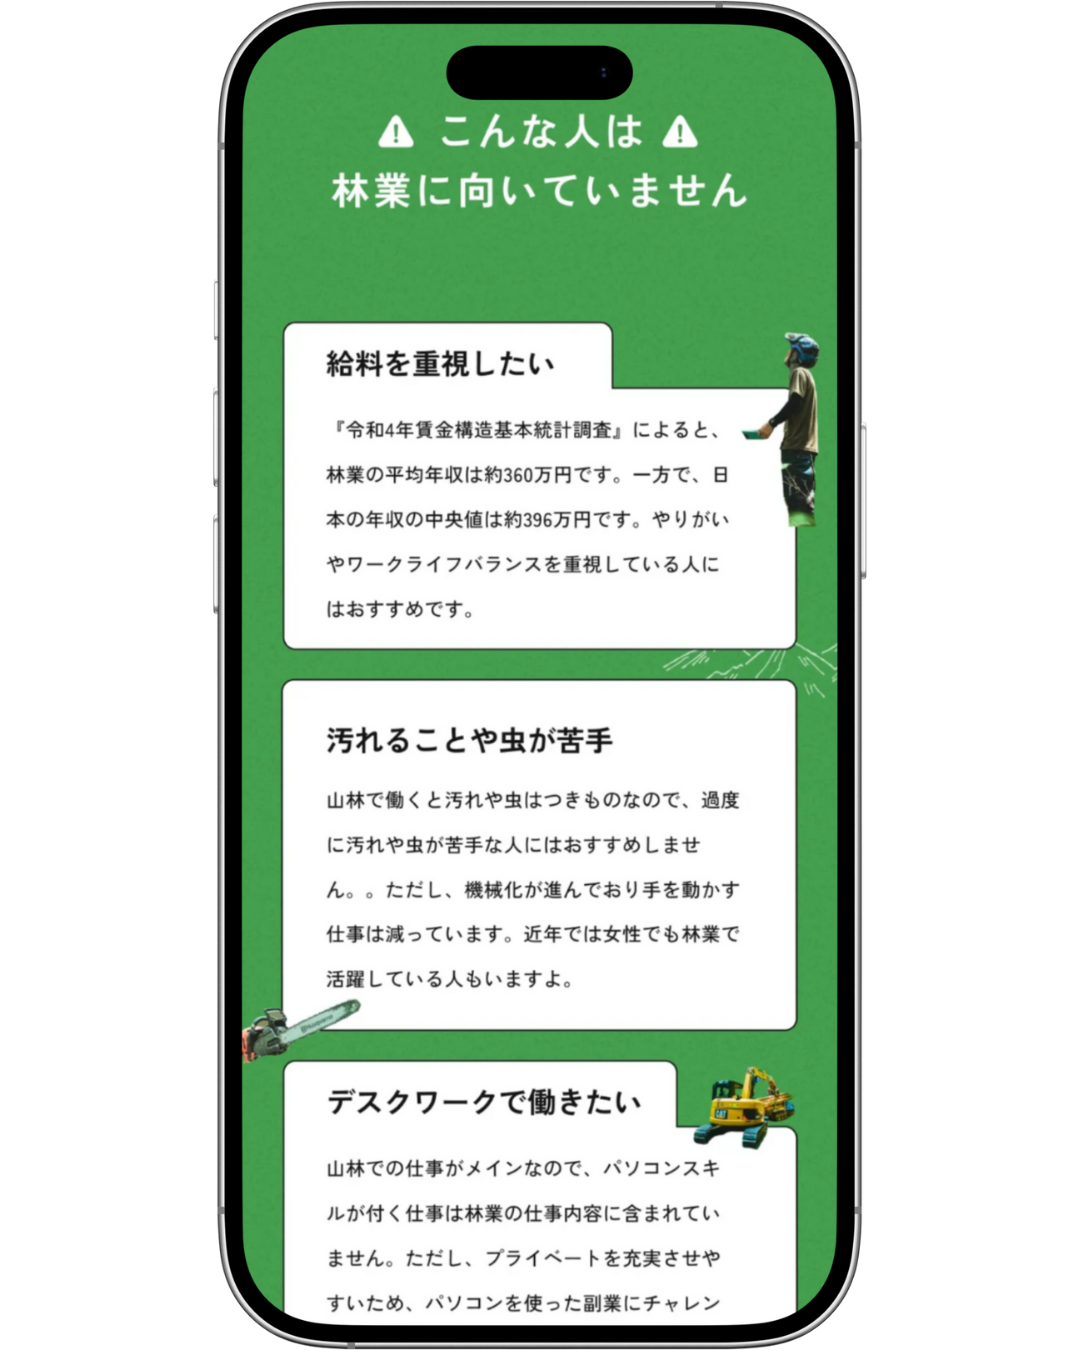 こんな人は
林業に向いていません
給料を重視したい
『令和4年賃金構造基本統計調査』によると、
林業の平均年収は約360万円です。一方で、日
本の年収の中央値は約396万円です。やりがい
やワークライフバランスを重視している人に
はおすすめです。
汚れることや虫が苦手
山林で働くと汚れや虫はつきものなので、過度
に汚れや虫が苦手な人にはおすすめしませ
ん。。ただし、機械化が進んでおり手を動かす
仕事は減っています。近年では女性でも林業で
活躍している人もいますよ。
Husqvarna
デスクワークで働きたい
CAT
山林での仕事がメインなので、パソコンスキ
ルが付く仕事は林業の仕事内容に含まれてい
ません。ただし、プライベートを充実させや
すいため、パソコンを使った副業にチャレン